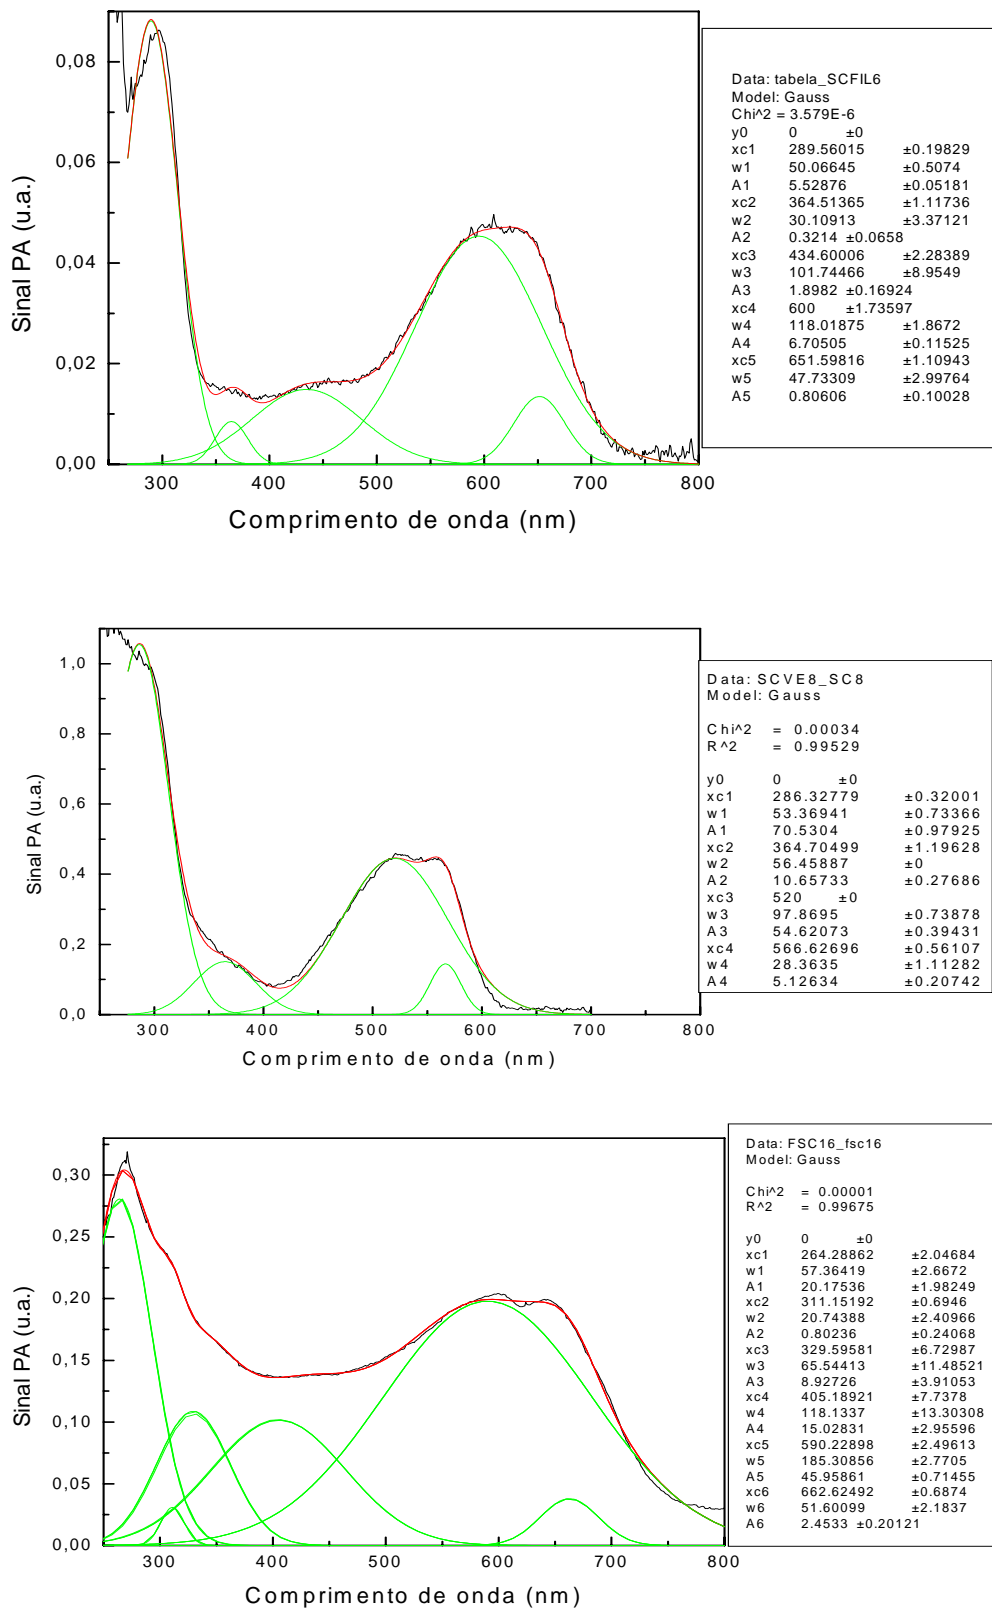 0,08
0,06
0,04
0,02
0,00
Sinal PA (u.a.)
300 400 500 600 700 800
Comprimento de onda (nm)
Data: tabela_SCFIL6
Model: Gauss
Chi^2 = 3.579E-6
y0 0 ±0
xc1 289.56015 ±0.19829
w1 50.06645 ±0.5074
A1 5.52876 ±0.05181
xc2 364.51365 ±1.11736
w2 30.10913 ±3.37121
A2 0.3214 ±0.0658
xc3 434.60006 ±2.28389
w3 101.74466 ±8.9549
A3 1.8982 ±0.16924
xc4 600 ±1.73597
w4 118.01875 ±1.8672
A4 6.70505 ±0.11525
xc5 651.59816 ±1.10943
w5 47.73309 ±2.99764
A5 0.80606 ±0.10028
1,0
0,8
0,6
0,4
0,2
0,0
Sinal PA (u.a.)
300 400 500 600 700 800
Comprimento de onda (nm)
Data: SCVE8_SC8
Model: Gauss
Chi^2 = 0.00034
R^2 = 0.99529
y0 0 ±0
xc1 286.32779 ±0.32001
w1 53.36941 ±0.73366
A1 70.5304 ±0.97925
xc2 364.70499 ±1.19628
w2 56.45887 ±0
A2 10.65733 ±0.27686
xc3 520 ±0
w3 97.8695 ±0.73878
A3 54.62073 ±0.39431
xc4 566.62696 ±0.56107
w4 28.3635 ±1.11282
A4 5.12634 ±0.20742
0,30
0,25
0,20
0,15
0,10
0,05
0,00
Sinal PA (u.a.)
300 400 500 600 700 800
Comprimento de onda (nm)
Data: FSC16_fsc16
Model: Gauss
Chi^2 = 0.00001
R^2 = 0.99675
y0 0 ±0
xc1 264.28862 ±2.04684
w1 57.36419 ±2.6672
A1 20.17536 ±1.98249
xc2 311.15192 ±0.6946
w2 20.74388 ±2.40966
A2 0.80236 ±0.24068
xc3 329.59581 ±6.72987
w3 65.54413 ±11.48521
A3 8.92726 ±3.91053
xc4 405.18921 ±7.7378
w4 118.1337 ±13.30308
A4 15.02831 ±2.95596
xc5 590.22898 ±2.49613
w5 185.30856 ±2.7705
A5 45.95861 ±0.71455
xc6 662.62492 ±0.6874
w6 51.60099 ±2.1837
A6 2.4533 ±0.20121